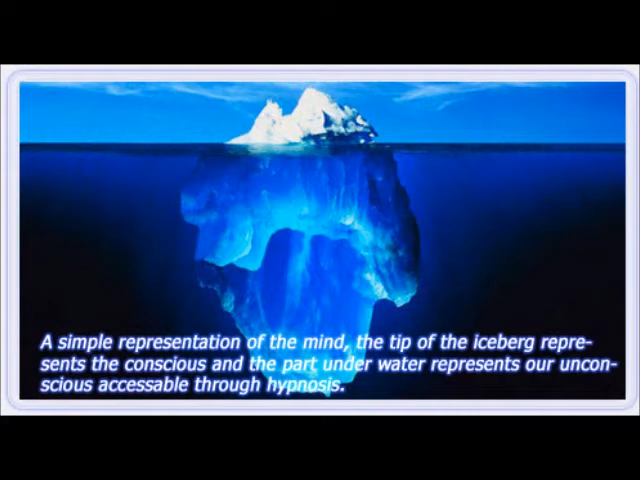 A simple representation of the mind, the tip of the iceberg repre-
sents the conscious and the part under water represents our uncon-
scious accessable through hypnosis.